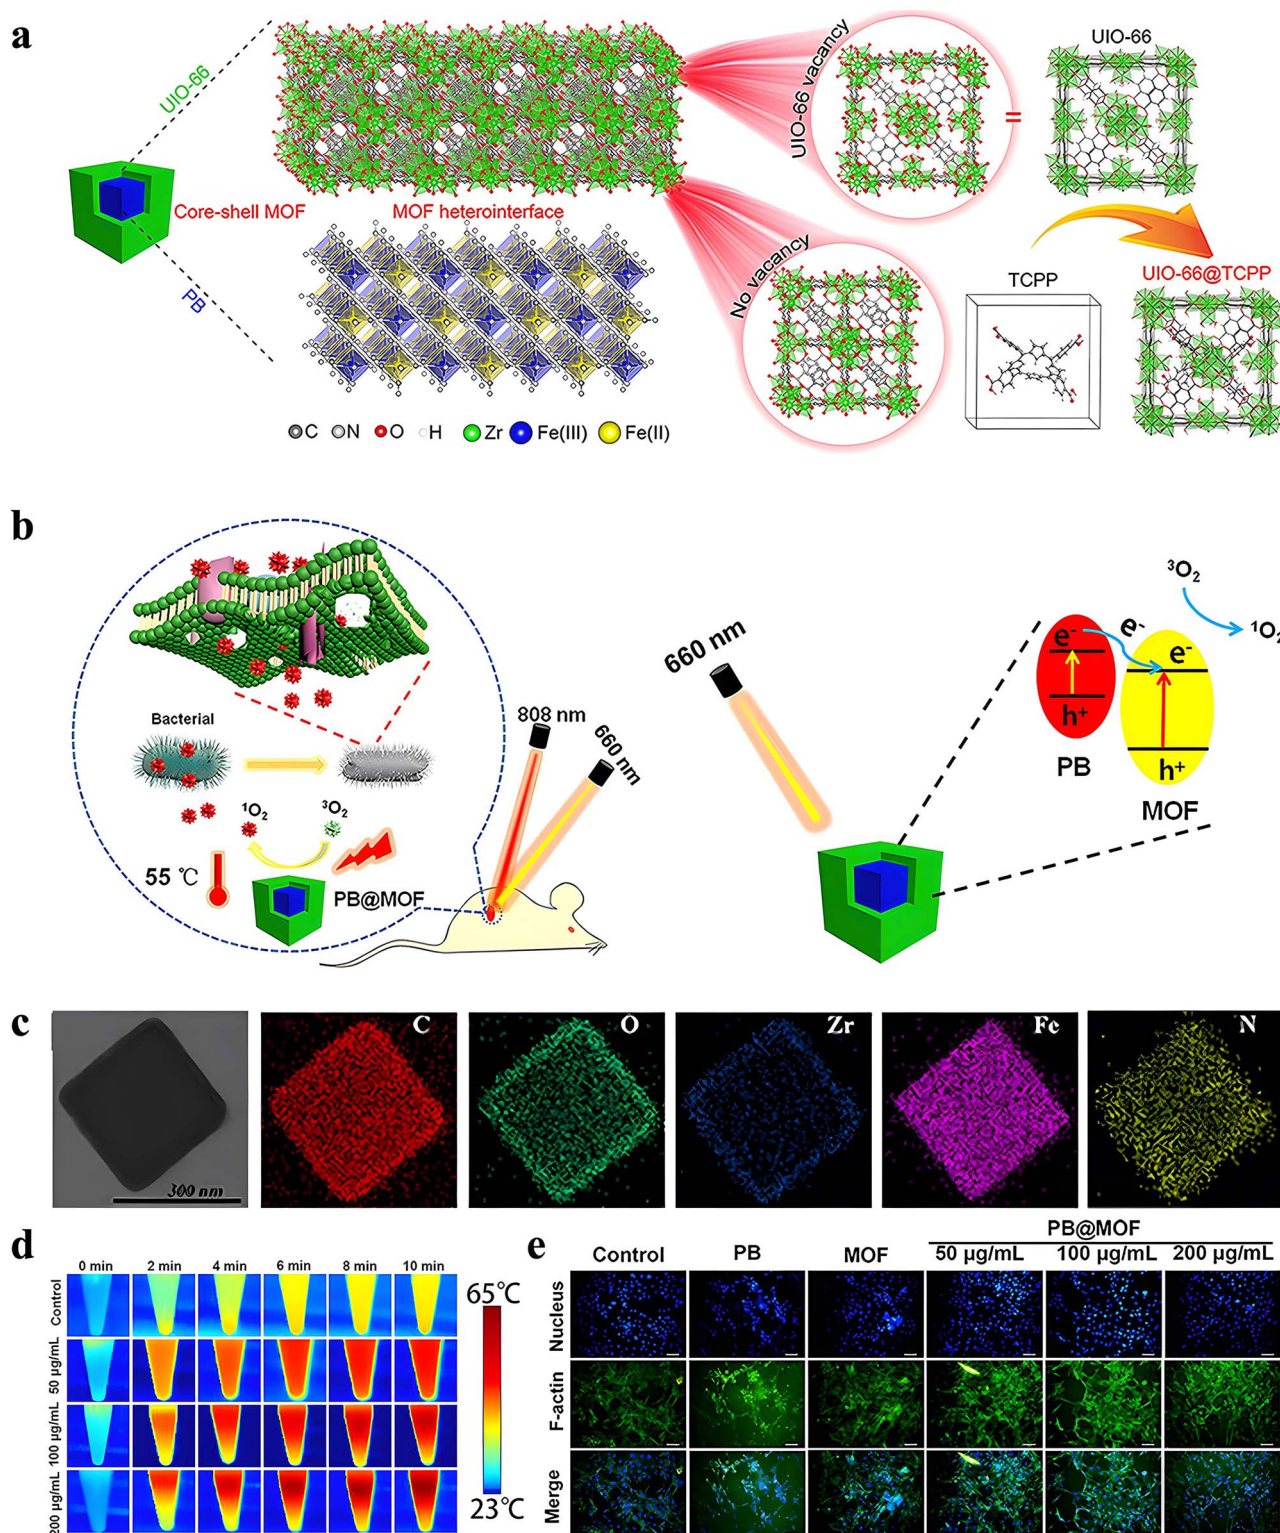 a
UIO-66
Core-shell MOF
PB
MOF heterointerface
C N O H Zr Fe(III) Fe(II)
UIO-66 vacancy
=
UIO-66
No vacancy
TCPP
UIO-66@TCPP
b
Bacterial
¹O₂
³O₂
55 ℃
PB@MOF
808 nm
660 nm
660 nm
³O₂
¹O₂
e⁻
e⁻
e⁻
h⁺
h⁺
PB
MOF
c
300 nm
C
O
Zr
Fe
N
d
0 min 2 min 4 min 6 min 8 min 10 min
Control
50 μg/mL
100 μg/mL
200 μg/mL
65℃
23℃
e
PB@MOF
Control PB MOF 50 μg/mL 100 μg/mL 200 μg/mL
Nucleus
F-actin
Merge